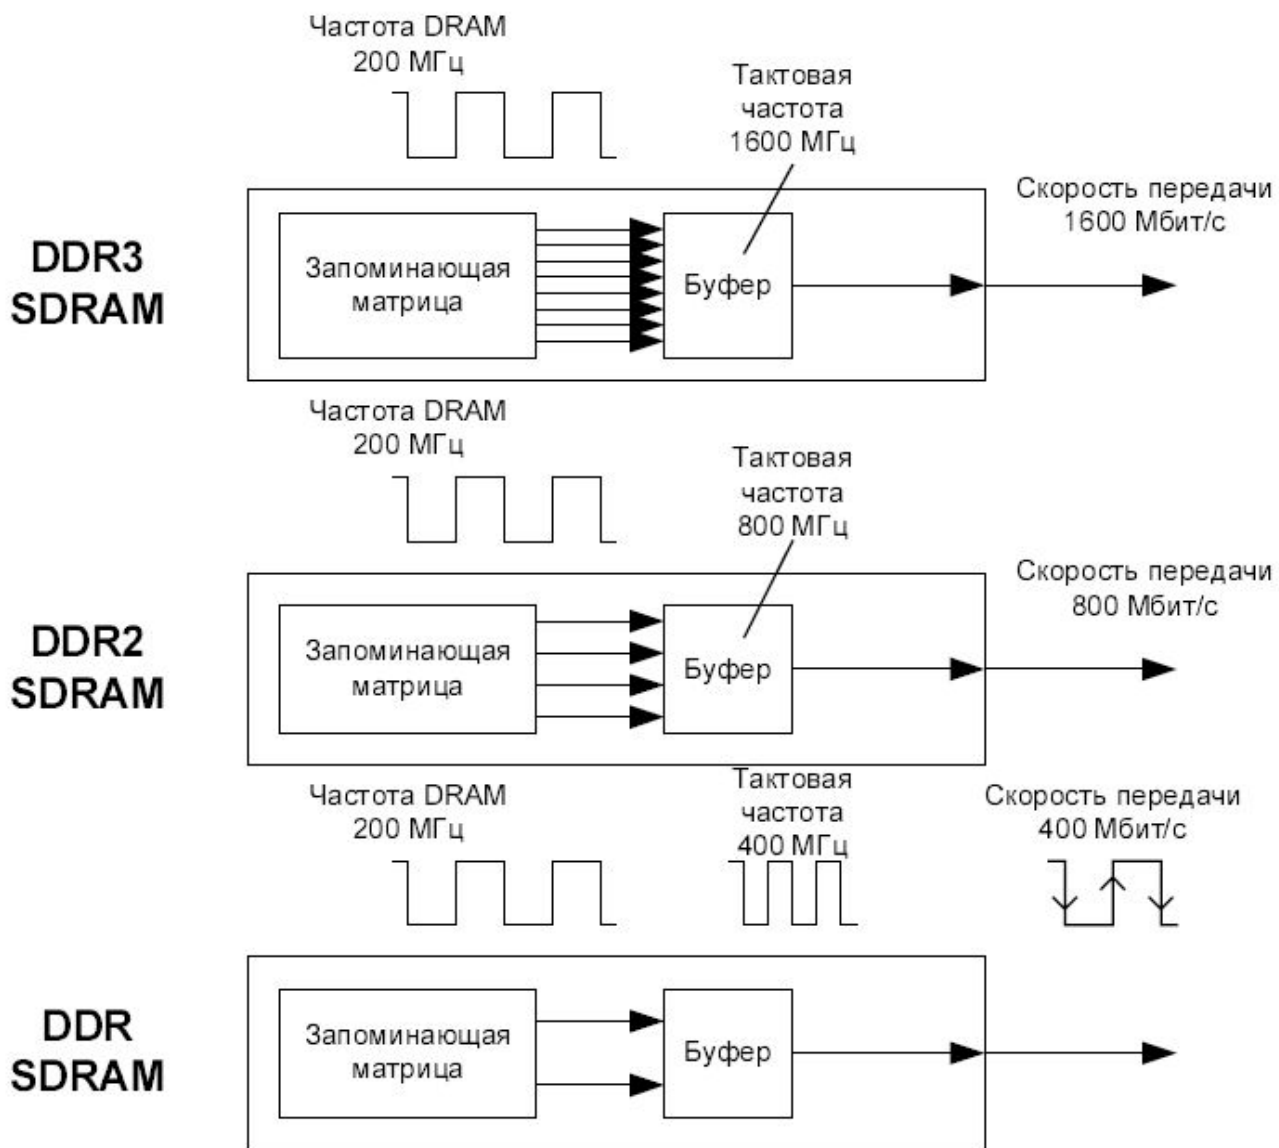 Частота DRAM
200 МГц
Тактовая
частота
1600 МГц
Скорость передачи
1600 Мбит/с
DDR3
SDRAM
Запоминающая
матрица
Буфер
Частота DRAM
200 МГц
Тактовая
частота
800 МГц
Скорость передачи
800 Мбит/с
DDR2
SDRAM
Запоминающая
матрица
Буфер
Частота DRAM
200 МГц
Тактовая
частота
400 МГц
Скорость передачи
400 Мбит/с
DDR
SDRAM
Запоминающая
матрица
Буфер